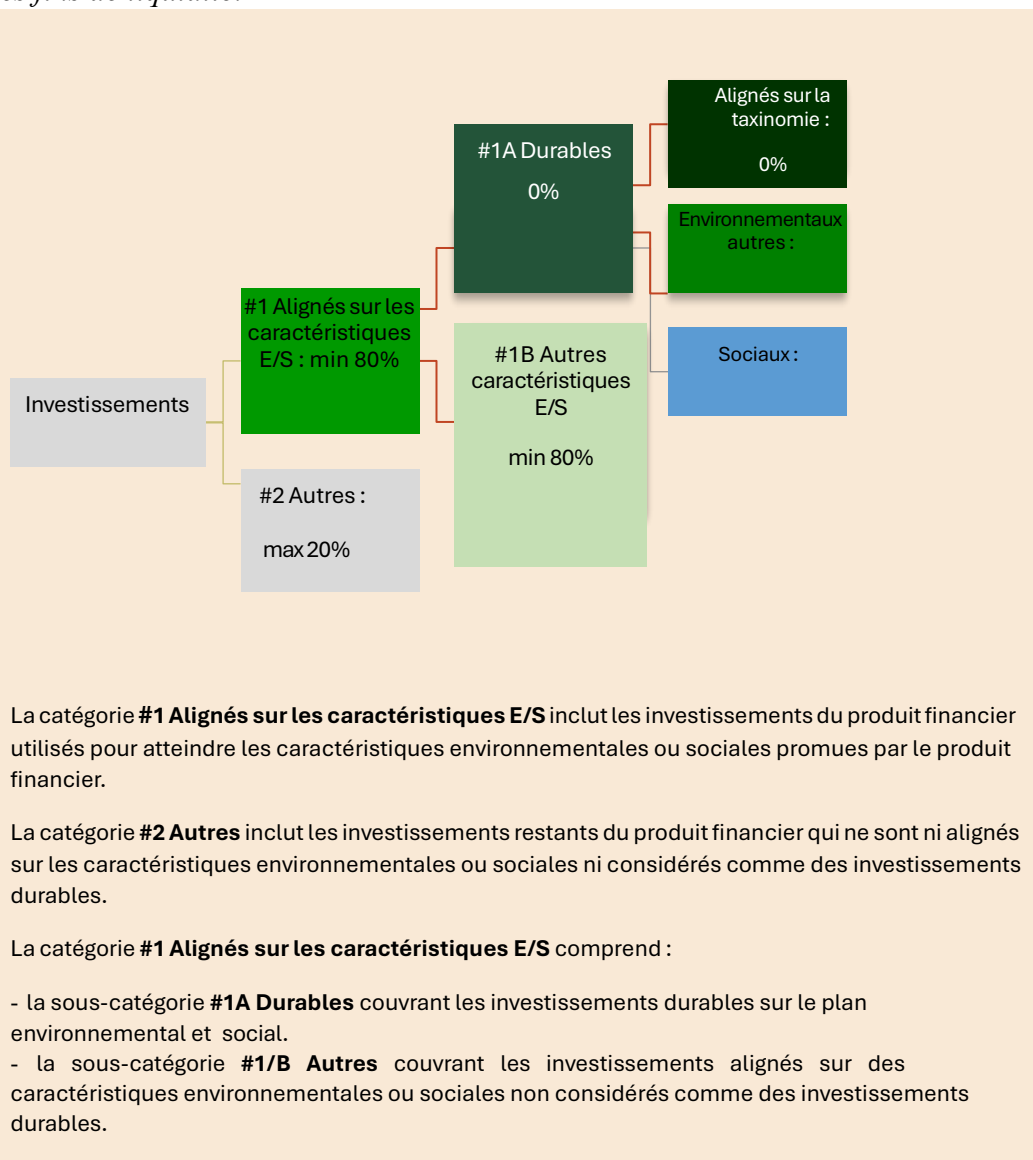 Alignés sur la
taxinomie :
0%
#1A Durables
0%
Environnementaux
autres :
#1 Alignés sur les
caractéristiques
E/S : min 80%
#1B Autres
caractéristiques
E/S
min 80%
Sociaux :
Investissements
#2 Autres :
max 20%
La catégorie #1 Alignés sur les caractéristiques E/S inclut les investissements du produit financier
utilisés pour atteindre les caractéristiques environnementales ou sociales promues par le produit
financier.
La catégorie #2 Autres inclut les investissements restants du produit financier qui ne sont ni alignés
sur les caractéristiques environnementales ou sociales ni considérés comme des investissements
durables.
La catégorie #1 Alignés sur les caractéristiques E/S comprend :
- la sous-catégorie #1A Durables couvrant les investissements durables sur le plan
environnemental et social.
- la sous-catégorie #1/B Autres couvrant les investissements alignés sur des
caractéristiques environnementales ou sociales non considérés comme des investissements
durables.